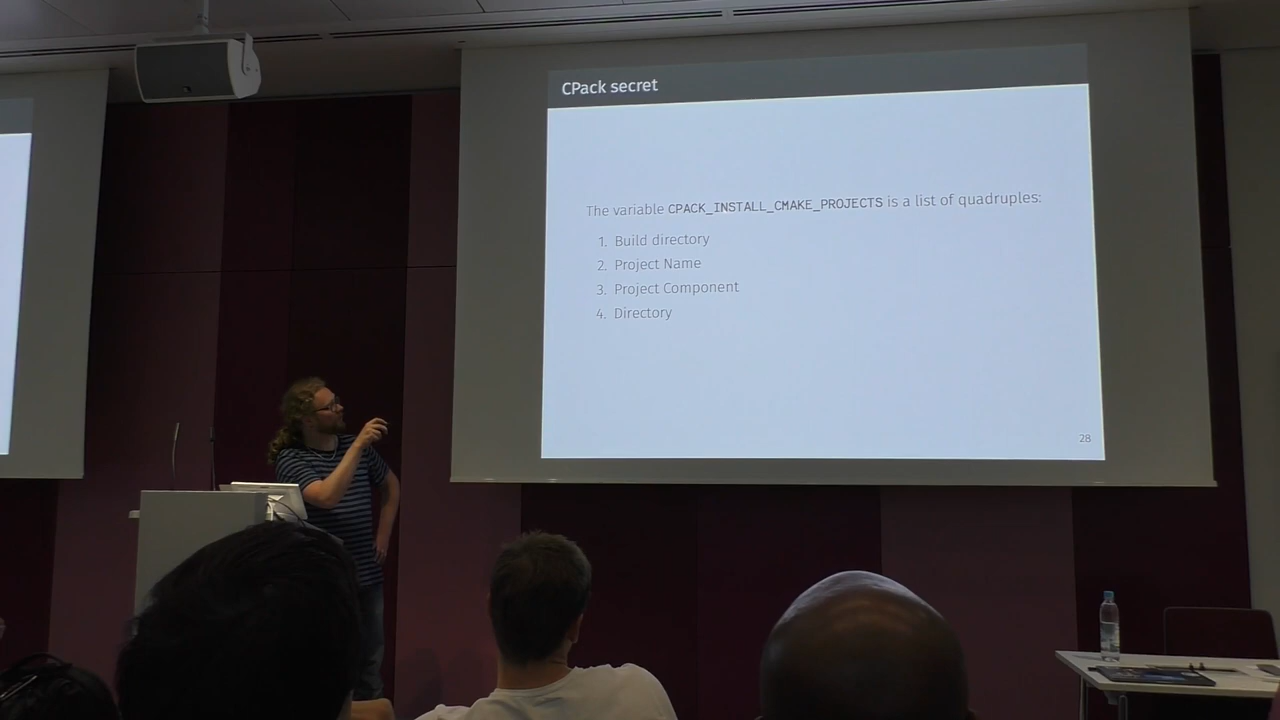 CPack secret
The variable CPACK_INSTALL_CMAKE_PROJECTS is a list of quadruples:
1. Build directory
2. Project Name
3. Project Component
4. Directory
28